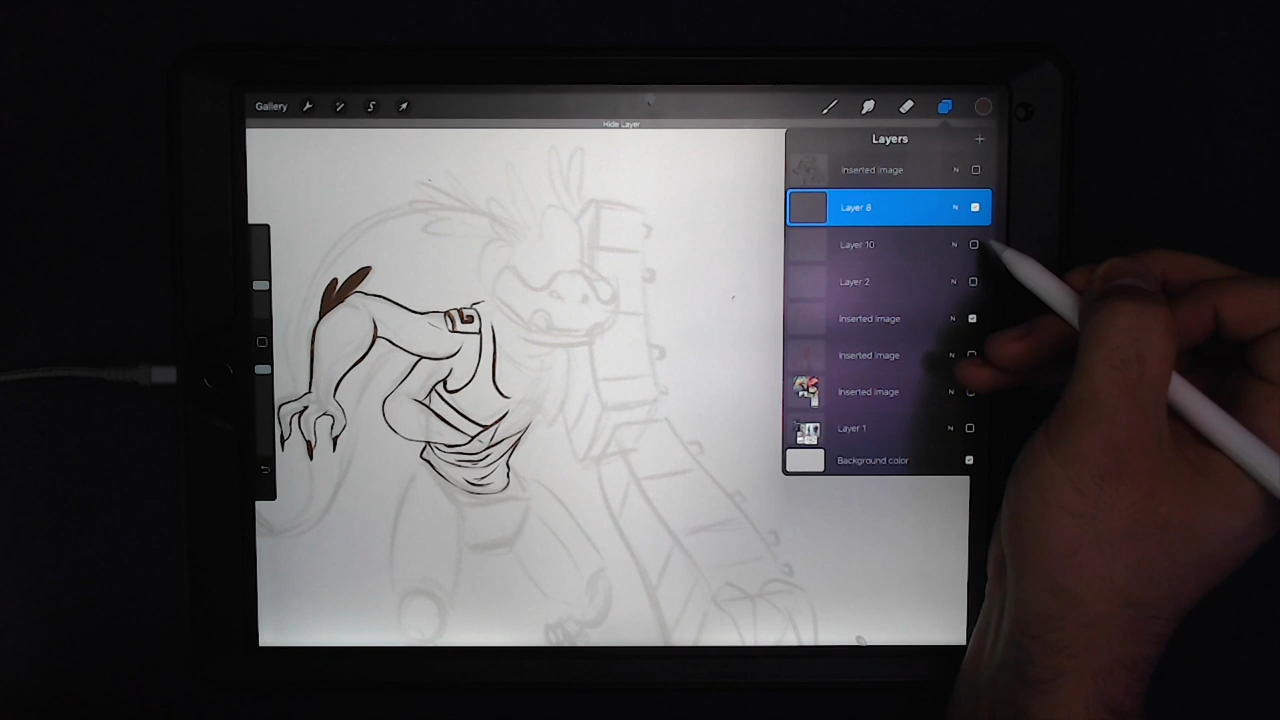 Gallery
Hide Layer
Layers
Inserted Image N
Layer 8 N
Layer 10 N
Layer 2 N
Inserted Image N
Inserted Image N
Inserted Image N
Layer 1 N
Background color